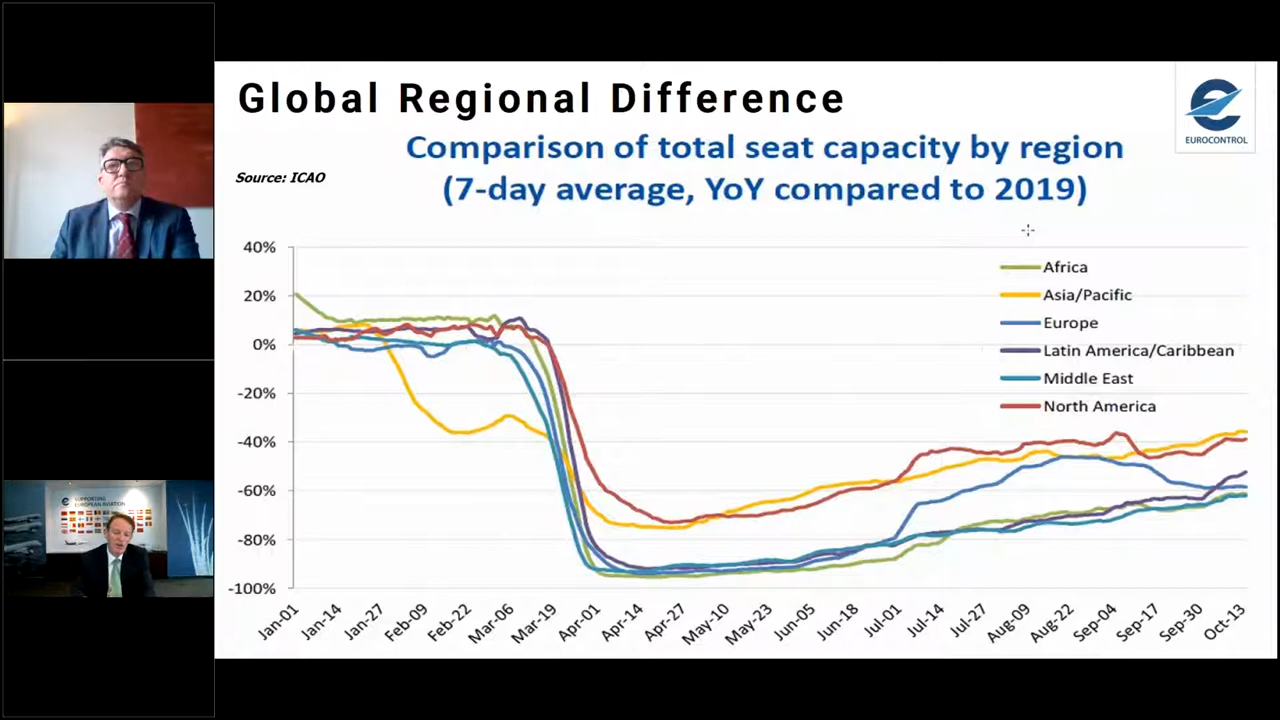 Global Regional Difference
EUROCONTROL
Comparison of total seat capacity by region
(7-day average, YoY compared to 2019)
Source: ICAO
40%
20%
0%
-20%
-40%
-60%
-80%
-100%
Africa
Asia/Pacific
Europe
Latin America/Caribbean
Middle East
North America
Jan-01
Jan-14
Jan-27
Feb-09
Feb-22
Mar-06
Mar-19
Apr-01
Apr-14
Apr-27
May-10
May-23
Jun-05
Jun-18
Jul-01
Jul-14
Jul-27
Aug-09
Aug-22
Sep-04
Sep-17
Sep-30
Oct-13
SUPPORTING
EUROPEAN AVIATION